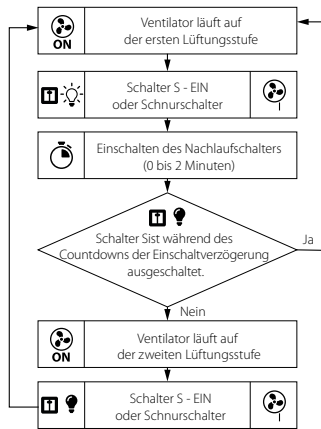 ON
Ventilator läuft auf
der ersten Lüftungsstufe
Schalter S - EIN
oder Schnurschalter
Einschalten des Nachlaufschalters
(0 bis 2 Minuten)
Schalter Sist während des
Countdowns der Einschaltverzögerung
ausgeschaltet.
Ja
Nein
ON
Ventilator läuft auf
der zweiten Lüftungsstufe
Schalter S - EIN
oder Schnurschalter